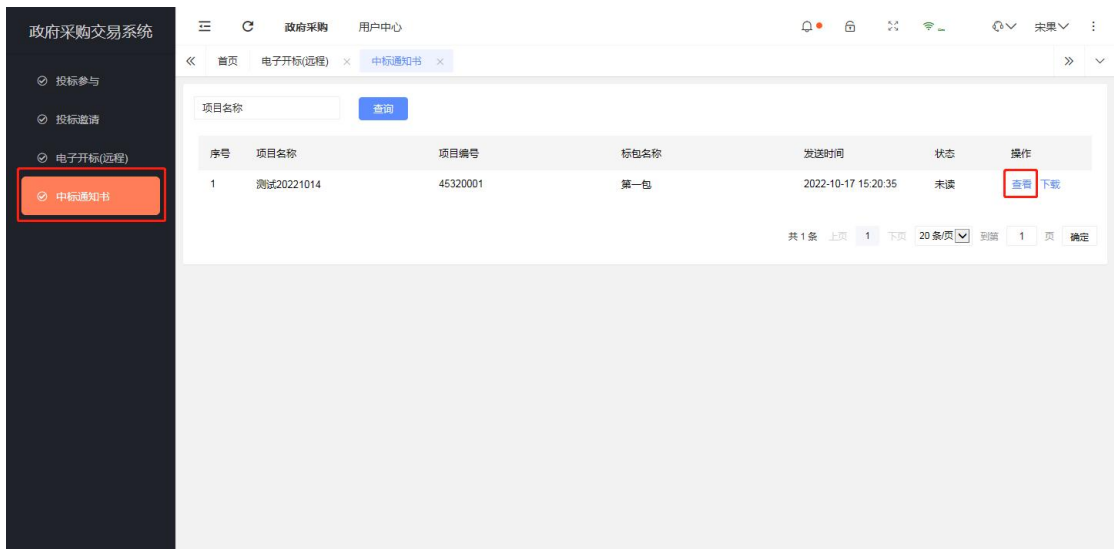 政府采购交易系统
政府采购 用户中心 宋果
首页 电子开标(远程) × 中标通知书 ×
投标参与
投标邀请
电子开标(远程)
中标通知书
项目名称 查询
序号 项目名称 项目编号 标包名称 发送时间 状态 操作
1 测试20221014 45320001 第一包 2022-10-17 15:20:35 未读 查看 下载
共 1 条 上页 1 下页 20 条/页 到第 1 页 确定